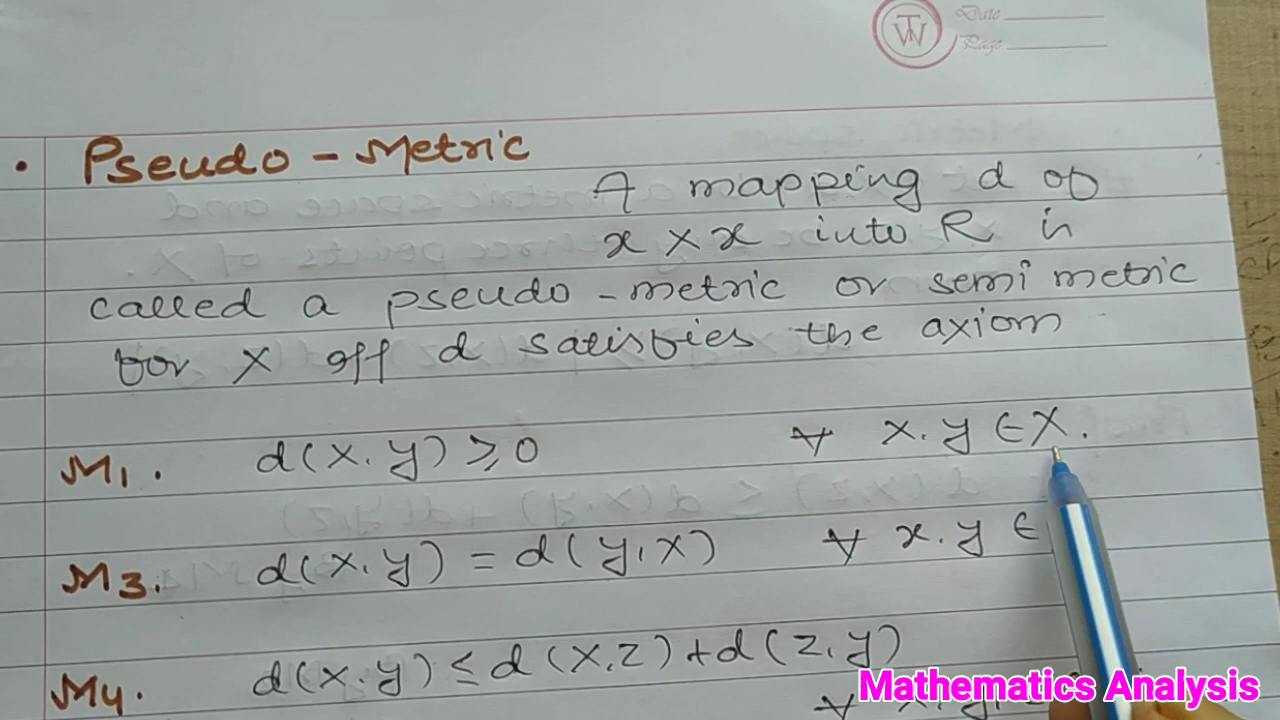 Date
Page
• Pseudo - Metric
A mapping d of
x × x into R is
called a pseudo - metric or semi metric
for X iff d satisfies the axiom
M1. d(x.y) ≥ 0 ∀ x.y ∈ X.
M3. d(x,y) = d(y,x) ∀ x.y ∈
M4. d(x.y) ≤ d(x,z) + d(z,y)
∀
Mathematics Analysis